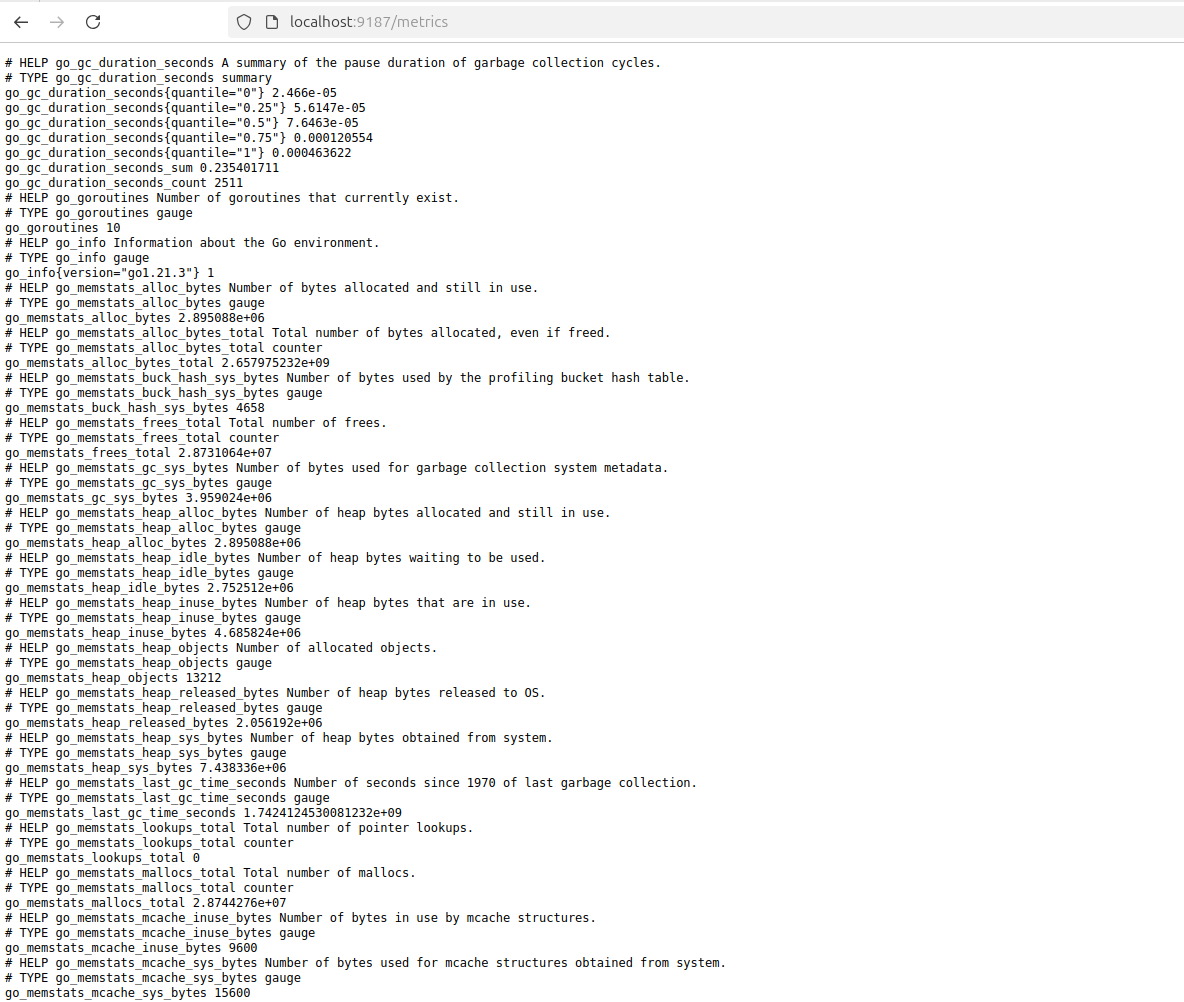 localhost:9187/metrics
# HELP go_gc_duration_seconds A summary of the pause duration of garbage collection cycles.
# TYPE go_gc_duration_seconds summary
go_gc_duration_seconds{quantile="0"} 2.466e-05
go_gc_duration_seconds{quantile="0.25"} 5.6147e-05
go_gc_duration_seconds{quantile="0.5"} 7.6463e-05
go_gc_duration_seconds{quantile="0.75"} 0.000120554
go_gc_duration_seconds{quantile="1"} 0.000463622
go_gc_duration_seconds_sum 0.235401711
go_gc_duration_seconds_count 2511
# HELP go_goroutines Number of goroutines that currently exist.
# TYPE go_goroutines gauge
go_goroutines 10
# HELP go_info Information about the Go environment.
# TYPE go_info gauge
go_info{version="go1.21.3"} 1
# HELP go_memstats_alloc_bytes Number of bytes allocated and still in use.
# TYPE go_memstats_alloc_bytes gauge
go_memstats_alloc_bytes 2.895088e+06
# HELP go_memstats_alloc_bytes_total Total number of bytes allocated, even if freed.
# TYPE go_memstats_alloc_bytes_total counter
go_memstats_alloc_bytes_total 2.657975232e+09
# HELP go_memstats_buck_hash_sys_bytes Number of bytes used by the profiling bucket hash table.
# TYPE go_memstats_buck_hash_sys_bytes gauge
go_memstats_buck_hash_sys_bytes 4658
# HELP go_memstats_frees_total Total number of frees.
# TYPE go_memstats_frees_total counter
go_memstats_frees_total 2.8731064e+07
# HELP go_memstats_gc_sys_bytes Number of bytes used for garbage collection system metadata.
# TYPE go_memstats_gc_sys_bytes gauge
go_memstats_gc_sys_bytes 3.959024e+06
# HELP go_memstats_heap_alloc_bytes Number of heap bytes allocated and still in use.
# TYPE go_memstats_heap_alloc_bytes gauge
go_memstats_heap_alloc_bytes 2.895088e+06
# HELP go_memstats_heap_idle_bytes Number of heap bytes waiting to be used.
# TYPE go_memstats_heap_idle_bytes gauge
go_memstats_heap_idle_bytes 2.752512e+06
# HELP go_memstats_heap_inuse_bytes Number of heap bytes that are in use.
# TYPE go_memstats_heap_inuse_bytes gauge
go_memstats_heap_inuse_bytes 4.685824e+06
# HELP go_memstats_heap_objects Number of allocated objects.
# TYPE go_memstats_heap_objects gauge
go_memstats_heap_objects 13212
# HELP go_memstats_heap_released_bytes Number of heap bytes released to OS.
# TYPE go_memstats_heap_released_bytes gauge
go_memstats_heap_released_bytes 2.056192e+06
# HELP go_memstats_heap_sys_bytes Number of heap bytes obtained from system.
# TYPE go_memstats_heap_sys_bytes gauge
go_memstats_heap_sys_bytes 7.438336e+06
# HELP go_memstats_last_gc_time_seconds Number of seconds since 1970 of last garbage collection.
# TYPE go_memstats_last_gc_time_seconds gauge
go_memstats_last_gc_time_seconds 1.7424124530081232e+09
# HELP go_memstats_lookups_total Total number of pointer lookups.
# TYPE go_memstats_lookups_total counter
go_memstats_lookups_total 0
# HELP go_memstats_mallocs_total Total number of mallocs.
# TYPE go_memstats_mallocs_total counter
go_memstats_mallocs_total 2.8744276e+07
# HELP go_memstats_mcache_inuse_bytes Number of bytes in use by mcache structures.
# TYPE go_memstats_mcache_inuse_bytes gauge
go_memstats_mcache_inuse_bytes 9600
# HELP go_memstats_mcache_sys_bytes Number of bytes used for mcache structures obtained from system.
# TYPE go_memstats_mcache_sys_bytes gauge
go_memstats_mcache_sys_bytes 15600